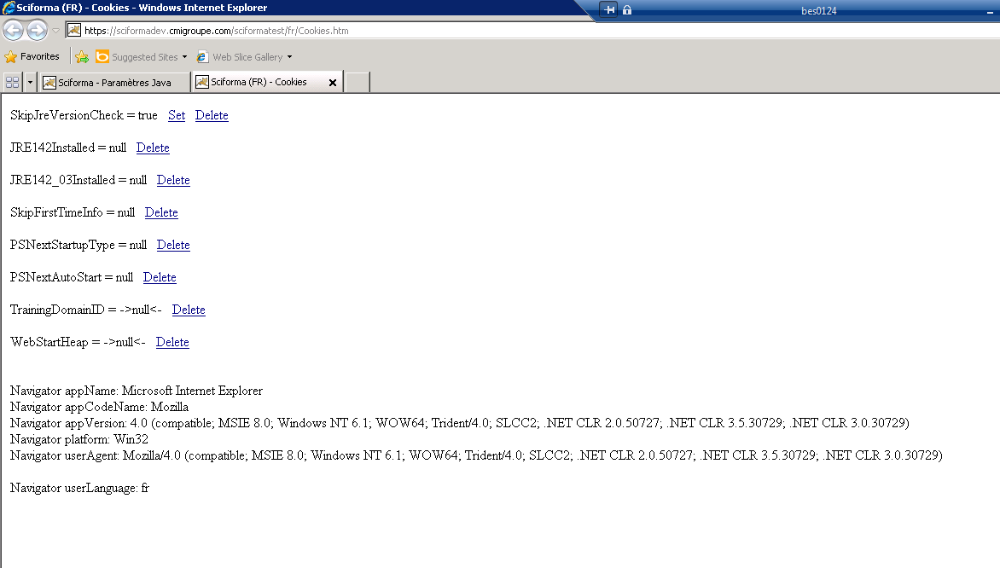 Sciforma (FR) - Cookies - Windows Internet Explorer
bes0124
https://sciformadev.cmigroupe.com/sciformatest/fr/Cookies.htm
Favorites Suggested Sites Web Slice Gallery
Sciforma - Paramètres Java Sciforma (FR) - Cookies
SkipJreVersionCheck = true Set Delete
JRE142Installed = null Delete
JRE142_03Installed = null Delete
SkipFirstTimeInfo = null Delete
PSNextStartupType = null Delete
PSNextAutoStart = null Delete
TrainingDomainID = ->null<- Delete
WebStartHeap = ->null<- Delete
Navigator appName: Microsoft Internet Explorer
Navigator appCodeName: Mozilla
Navigator appVersion: 4.0 (compatible; MSIE 8.0; Windows NT 6.1; WOW64; Trident/4.0; SLCC2; .NET CLR 2.0.50727; .NET CLR 3.5.30729; .NET CLR 3.0.30729)
Navigator platform: Win32
Navigator userAgent: Mozilla/4.0 (compatible; MSIE 8.0; Windows NT 6.1; WOW64; Trident/4.0; SLCC2; .NET CLR 2.0.50727; .NET CLR 3.5.30729; .NET CLR 3.0.30729)
Navigator userLanguage: fr